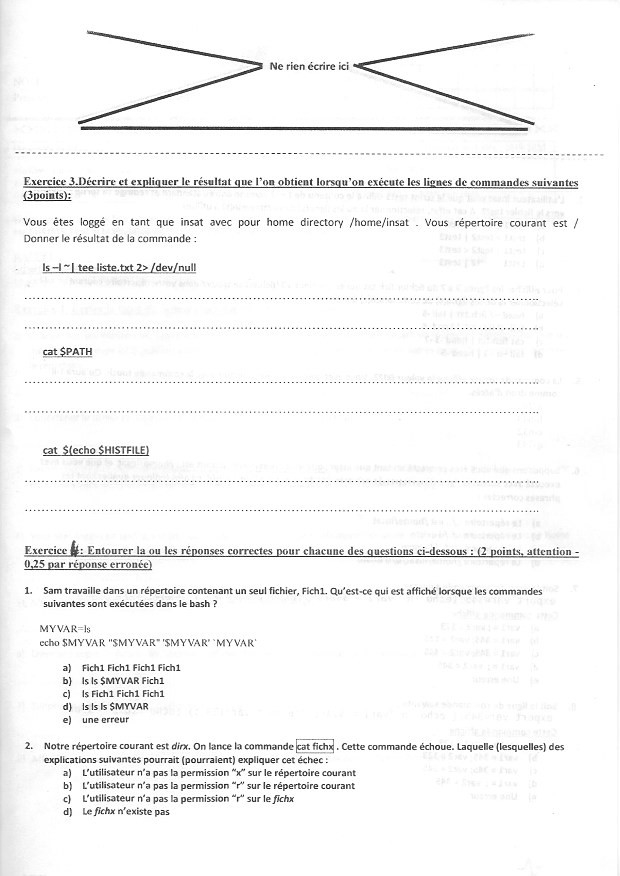 Ne rien écrire ici
Exercice 3.Décrire et expliquer le résultat que l'on obtient lorsqu'on exécute les lignes de commandes suivantes
(3points):
Vous êtes loggé en tant que insat avec pour home directory /home/insat . Vous répertoire courant est /
Donner le résultat de la commande :
ls –l ~| tee liste.txt 2> /dev/null
cat $PATH
cat $(echo $HISTFILE)
Exercice 4: Entourer la ou les réponses correctes pour chacune des questions ci-dessous : (2 points, attention -
0,25 par réponse erronée)
1. Sam travaille dans un répertoire contenant un seul fichier, Fich1. Qu'est-ce qui est affiché lorsque les commandes
suivantes sont exécutées dans le bash ?
MYVAR=ls
echo $MYVAR "$MYVAR" '$MYVAR' `MYVAR`
a) Fich1 Fich1 Fich1 Fich1
b) ls ls $MYVAR Fich1
c) ls Fich1 Fich1 Fich1
d) ls ls ls $MYVAR
e) une erreur
2. Notre répertoire courant est dirx. On lance la commande cat fichx . Cette commande échoue. Laquelle (lesquelles) des
explications suivantes pourrait (pourraient) expliquer cet échec :
a) L'utilisateur n'a pas la permission "x" sur le répertoire courant
b) L'utilisateur n'a pas la permission "r" sur le répertoire courant
c) L'utilisateur n'a pas la permission "r" sur le fichx
d) Le fichx n'existe pas